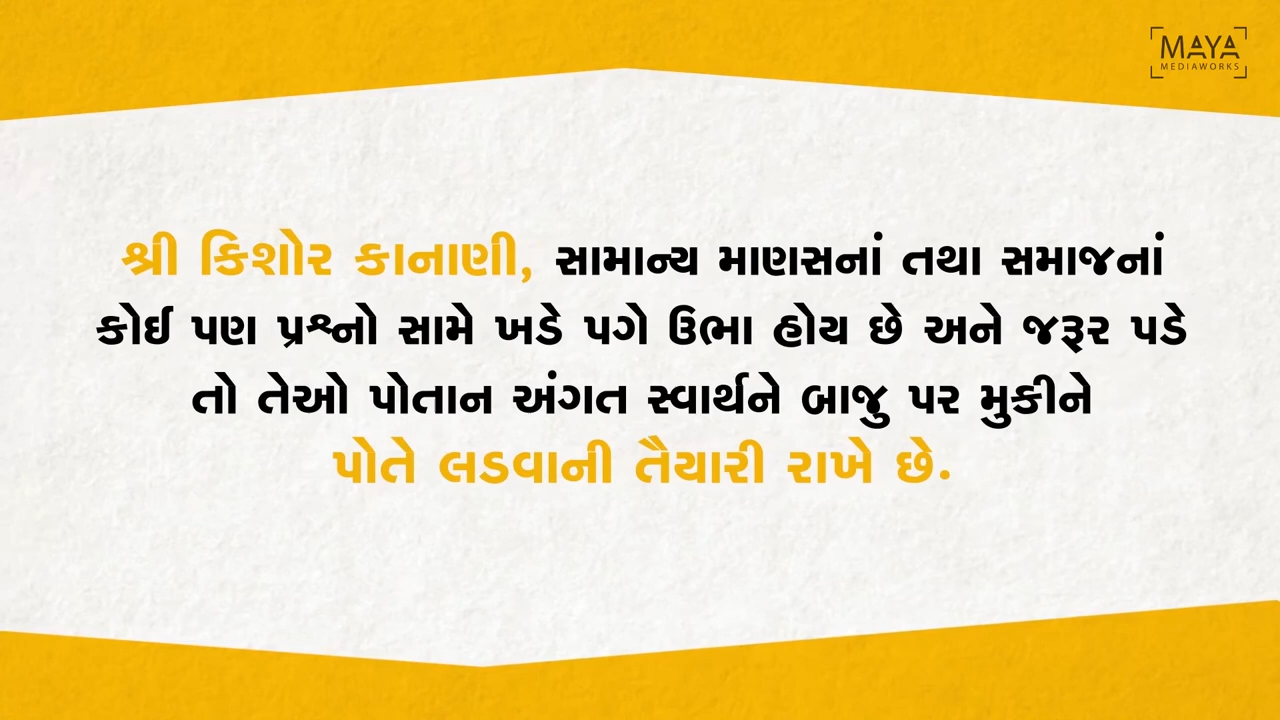 MAYA
MEDIAWORKS
શ્રી કિશોર કાનાણી, સામાન્ય માણસનાં તથા સમાજનાં
કોઈ પણ પ્રશ્નો સામે ખડે પગે ઉભા હોય છે અને જરૂર પડે
તો તેઓ પોતાન અંગત સ્વાર્થને બાજુ પર મુકીને
પોતે લડવાની તૈયારી રાખે છે.